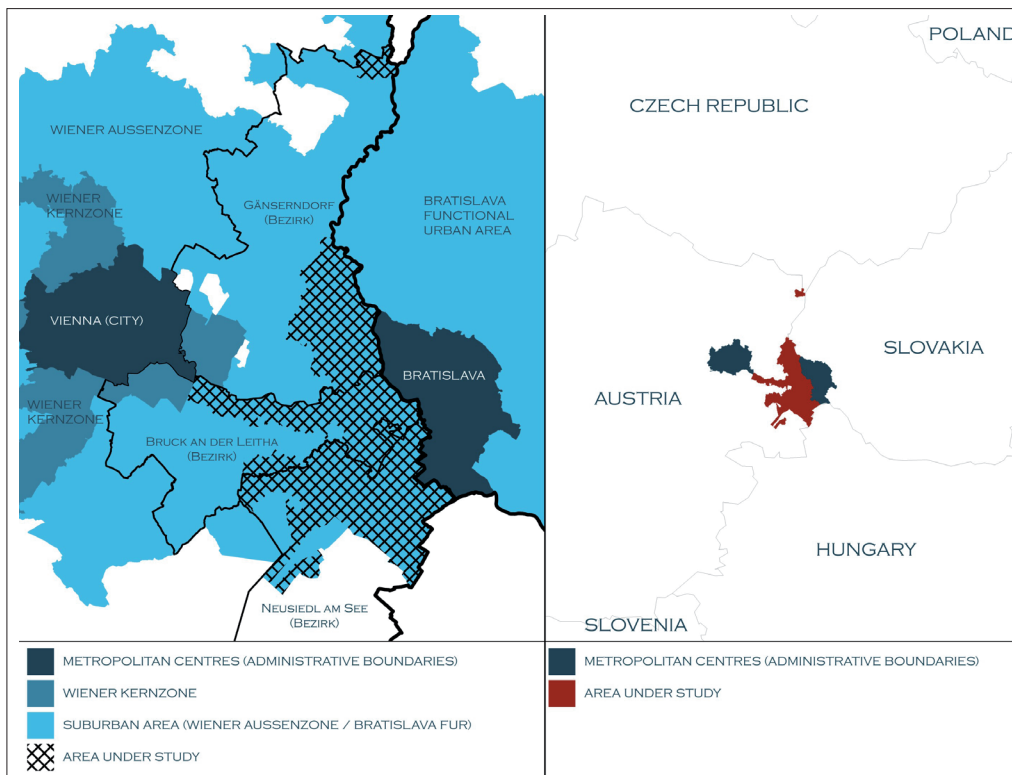 WIENER AUSSENZONE
WIENER
KERNZONE
GÄNSERNDORF
(BEZIRK)
BRATISLAVA
FUNCTIONAL
URBAN AREA
VIENNA (CITY)
BRATISLAVA
WIENER
KERNZONE
BRUCK AN DER LEITHA
(BEZIRK)
NEUSIEDL AM SEE
(BEZIRK)
METROPOLITAN CENTRES (ADMINISTRATIVE BOUNDARIES)
WIENER KERNZONE
SUBURBAN AREA (WIENER AUSSENZONE / BRATISLAVA FUR)
AREA UNDER STUDY
POLAND
CZECH REPUBLIC
SLOVAKIA
AUSTRIA
HUNGARY
SLOVENIA
METROPOLITAN CENTRES (ADMINISTRATIVE BOUNDARIES)
AREA UNDER STUDY